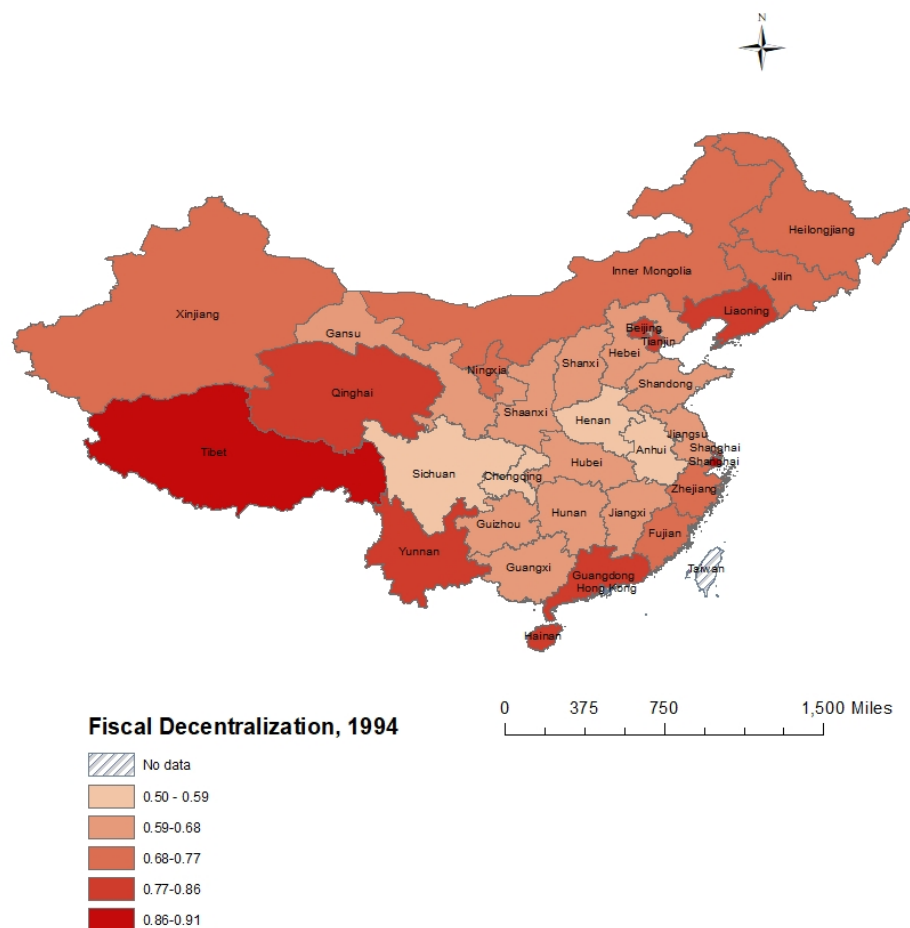 N
Heilongjiang
Inner Mongolia
Jilin
Xinjiang
Liaoning
Gansu
Beijing
Tianjin
Hebei
Shanxi
Ningxia
Shandong
Qinghai
Shaanxi
Henan
Jiangsu
Tibet
Anhui
Shanghai
Shanghai
Sichuan
Chongqing
Hubei
Zhejiang
Hunan
Jiangxi
Guizhou
Fujian
Yunnan
Guangxi
Taiwan
Guangdong
Hong Kong
Hainan
0 375 750 1,500 Miles
Fiscal Decentralization, 1994
No data
0.50 - 0.59
0.59-0.68
0.68-0.77
0.77-0.86
0.86-0.91